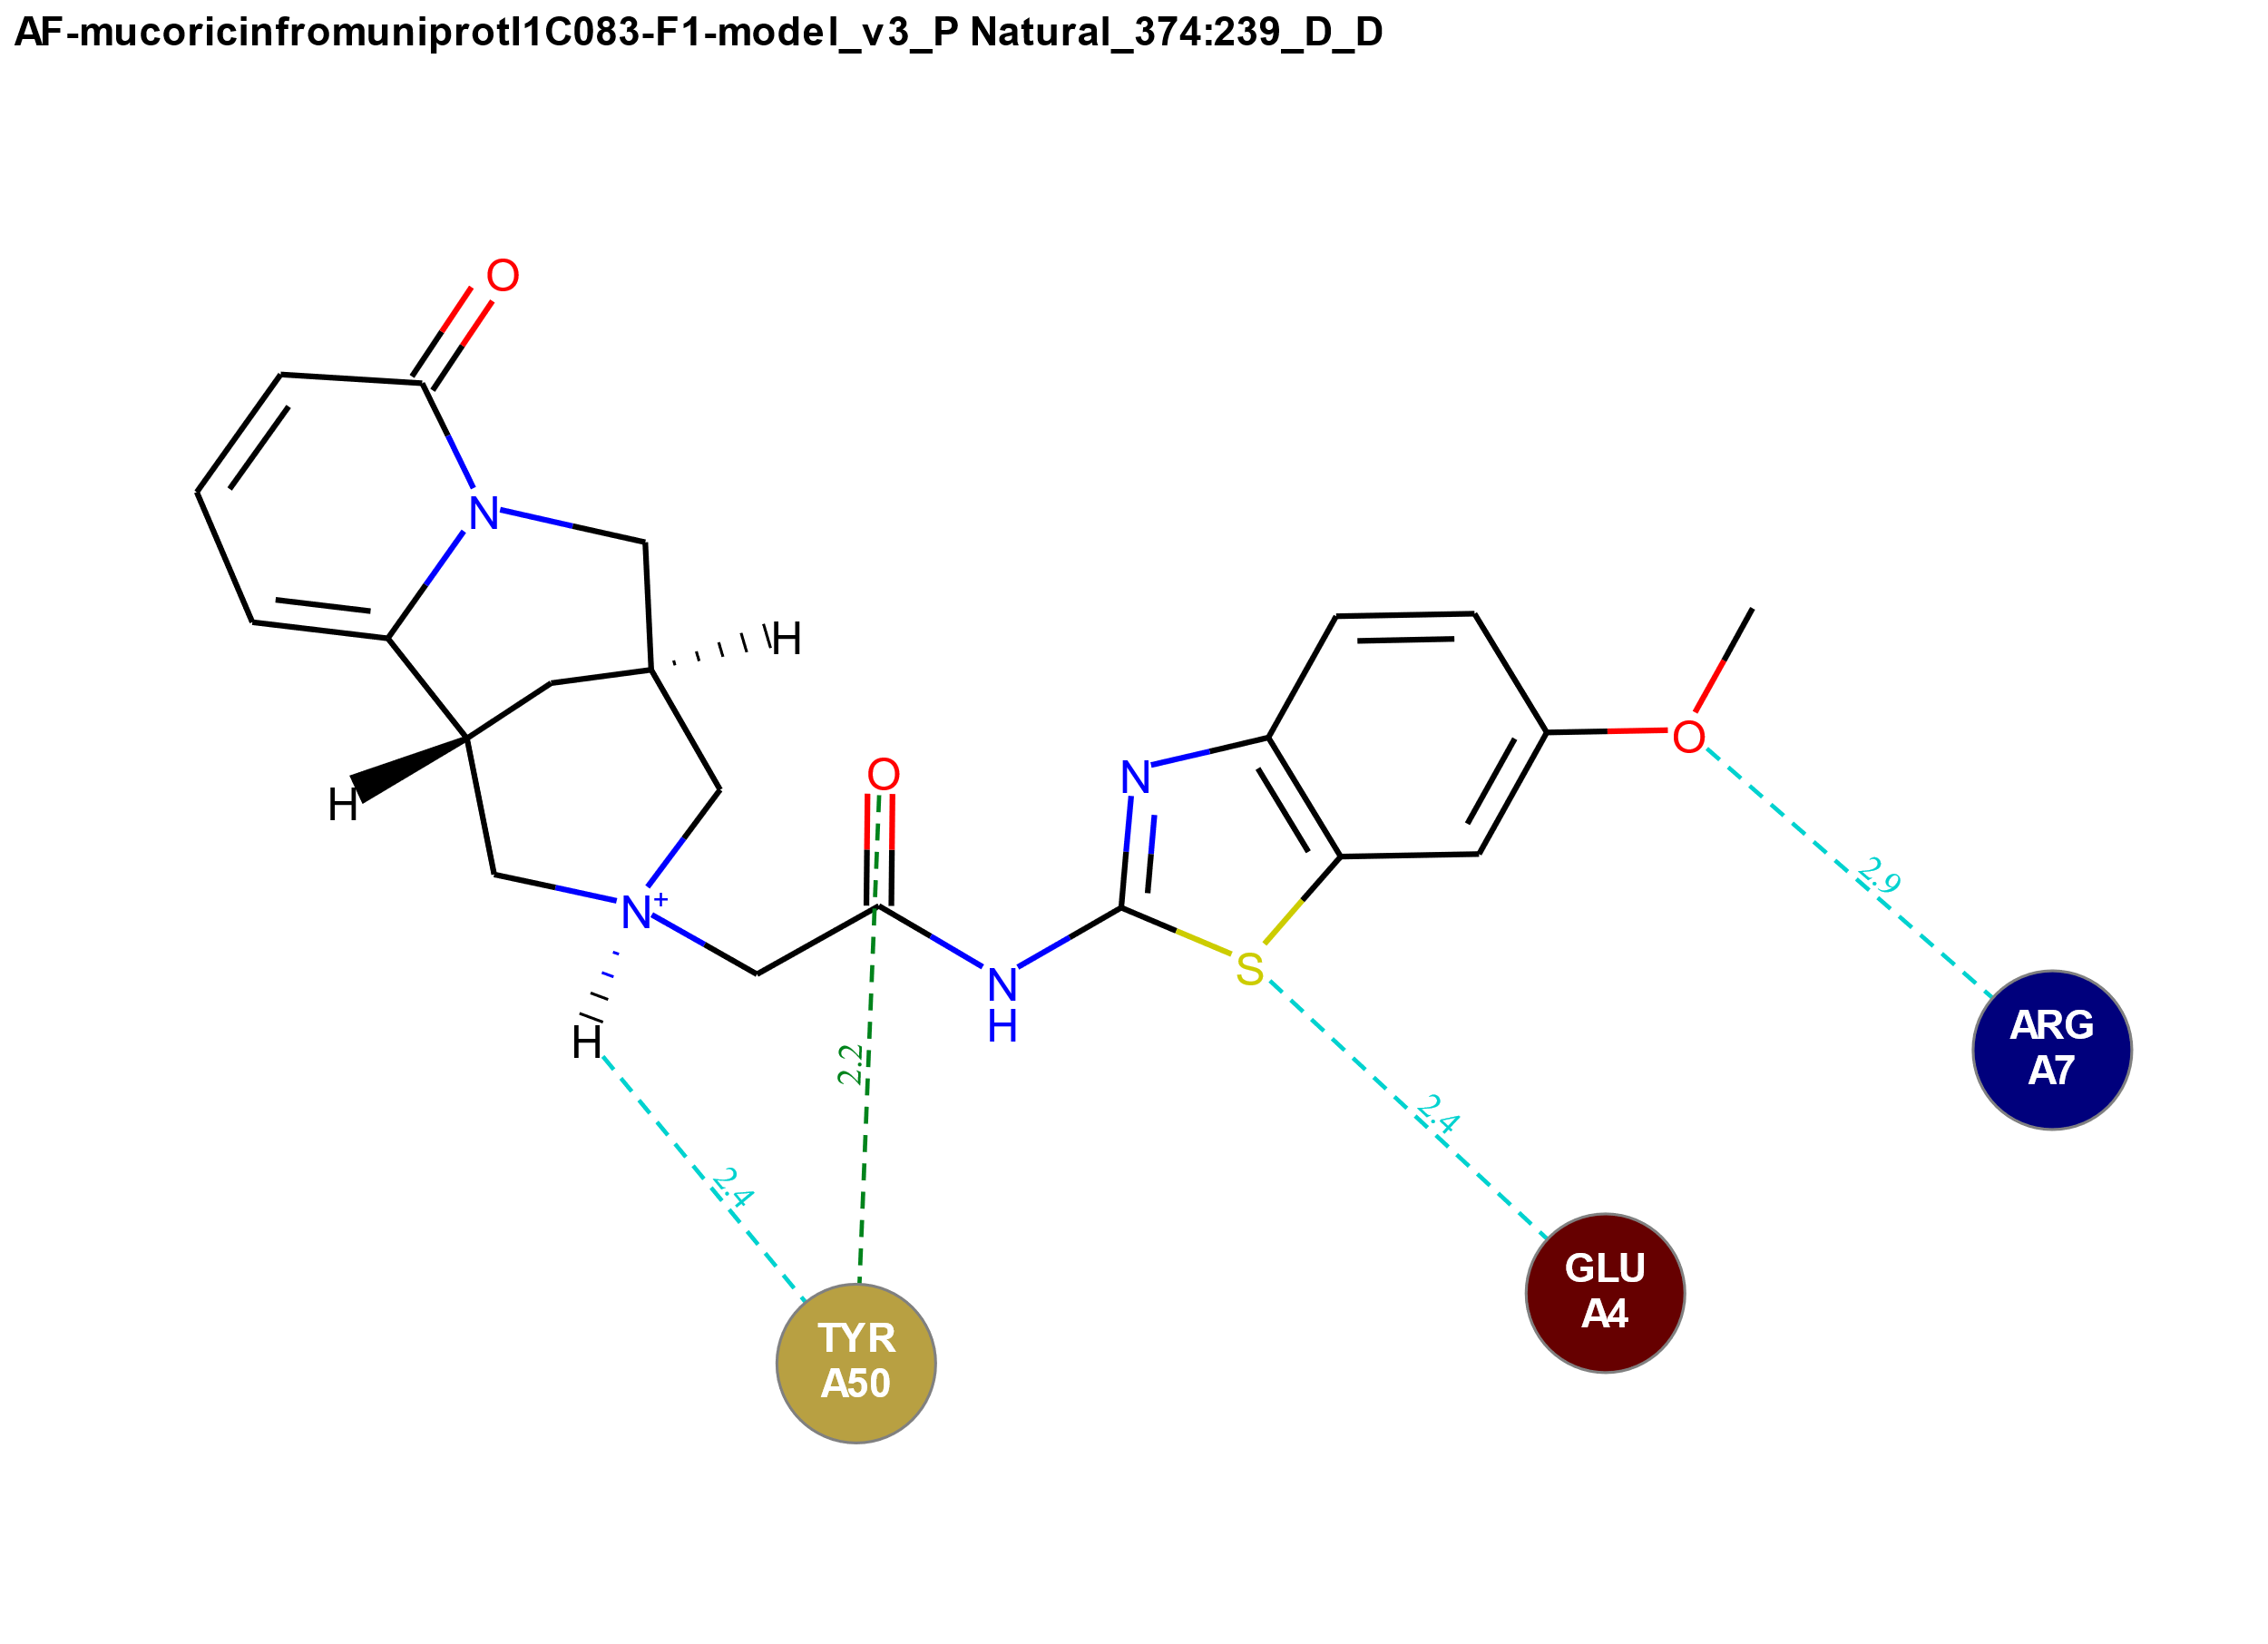 AF-mucoricinfromuniprotI1C083-F1-model_v3_P Natural_374:239_D_D
O
N
H
H
O
N
O
N+
S
N
H
H
2.9
2.2
2.4
2.4
ARG
A7
GLU
A4
TYR
A50